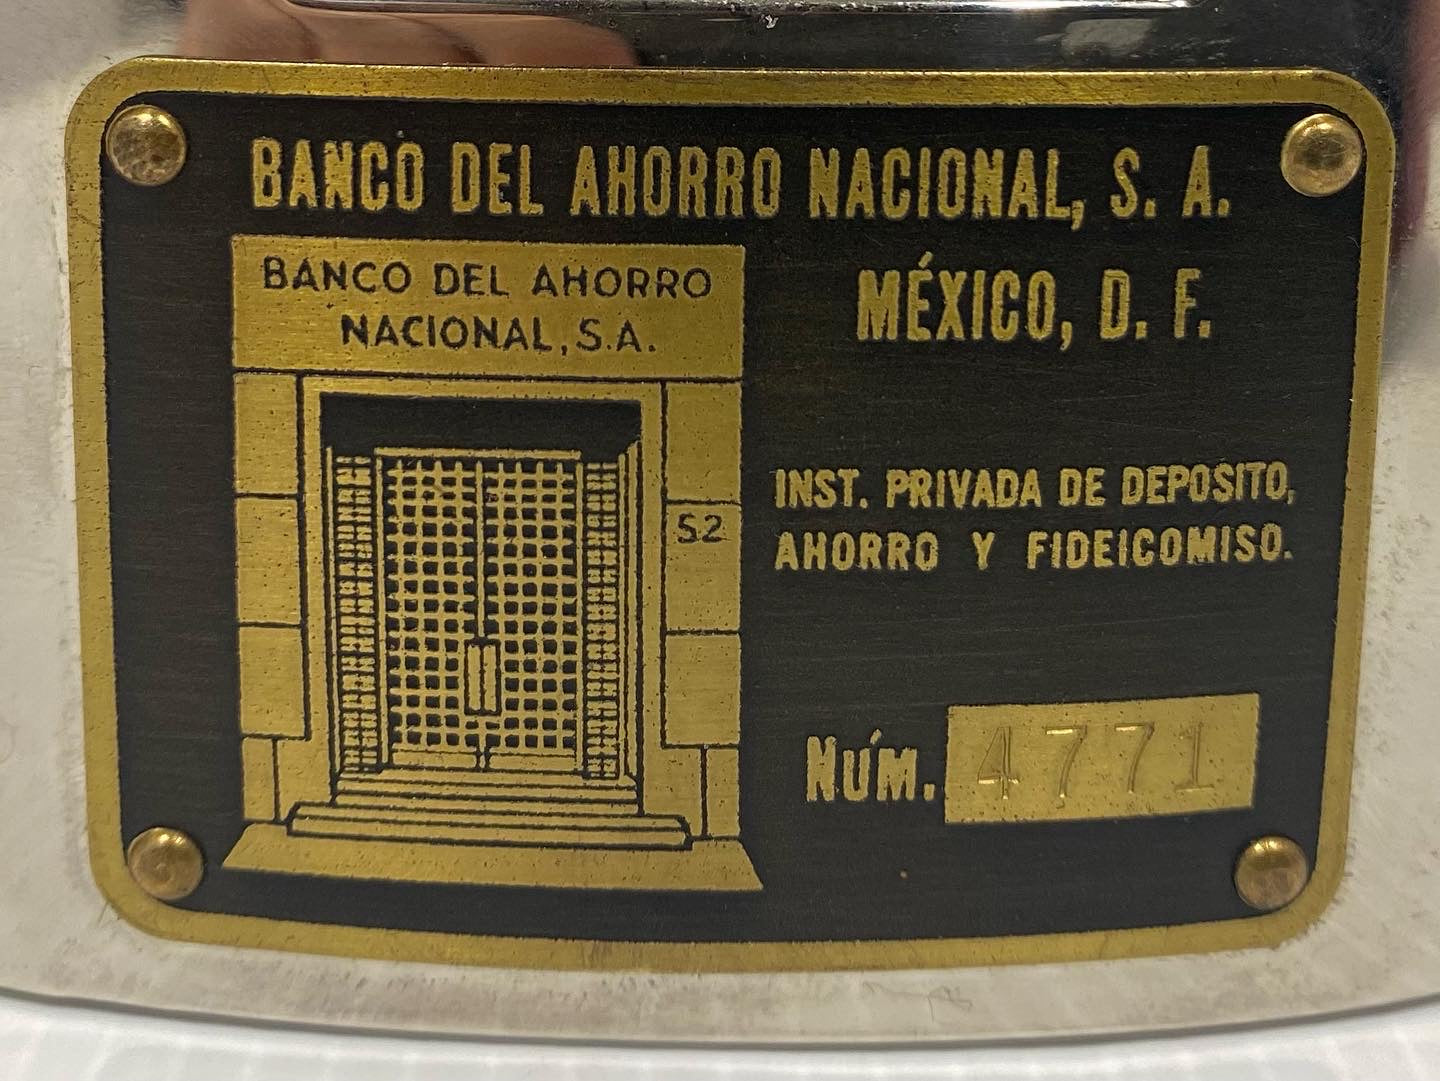 BANCO DEL AHORRO NACIONAL, S. A.
MÉXICO, D. F.
BANCO DEL AHORRO
NACIONAL, S.A.
52
INST. PRIVADA DE DEPOSITO,
AHORRO Y FIDEICOMISO.
NÚM. 4771